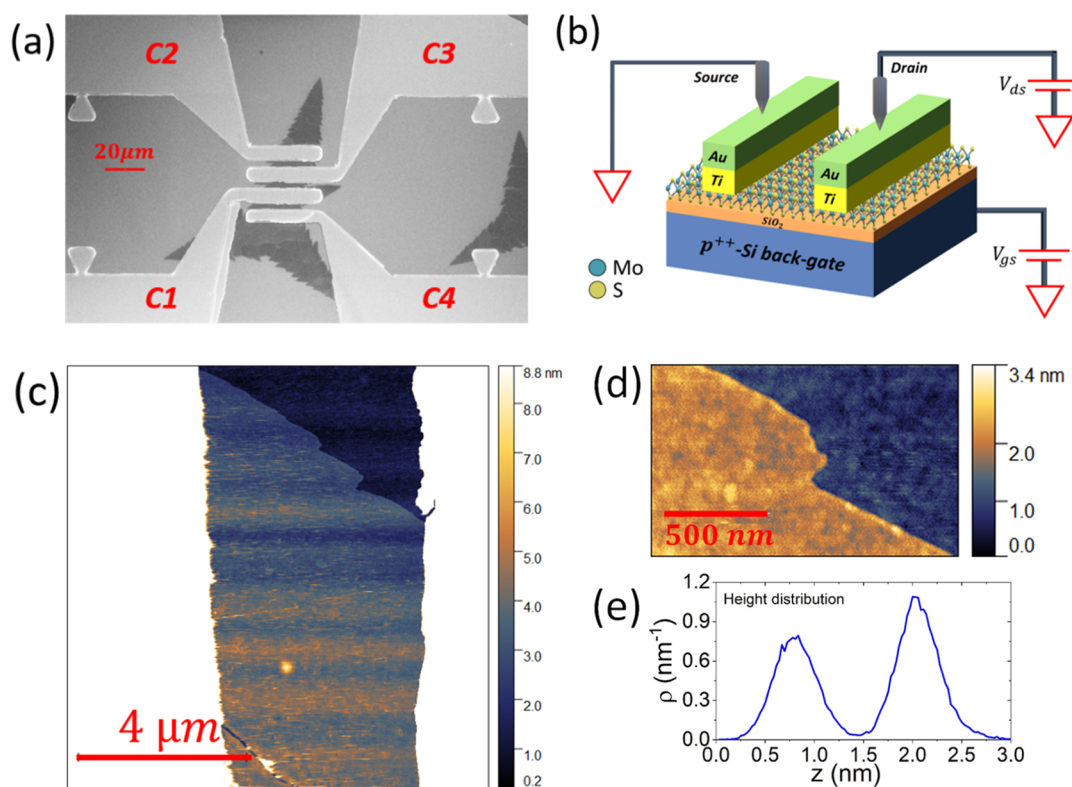 (a)
C2
C3
20μm
C1
C4
(b)
Source
Drain
Vds
Au
Ti
Au
Ti
SiO2
p++-Si back-gate
Vgs
Mo
S
(c)
8.8 nm
8.0
7.0
6.0
5.0
4.0
3.0
2.0
1.0
0.2
4 μm
(d)
3.4 nm
2.0
1.0
0.0
500 nm
(e)
Height distribution
ρ (nm-1)
1.2
0.9
0.6
0.3
0.0
0.0 0.5 1.0 1.5 2.0 2.5 3.0
z (nm)